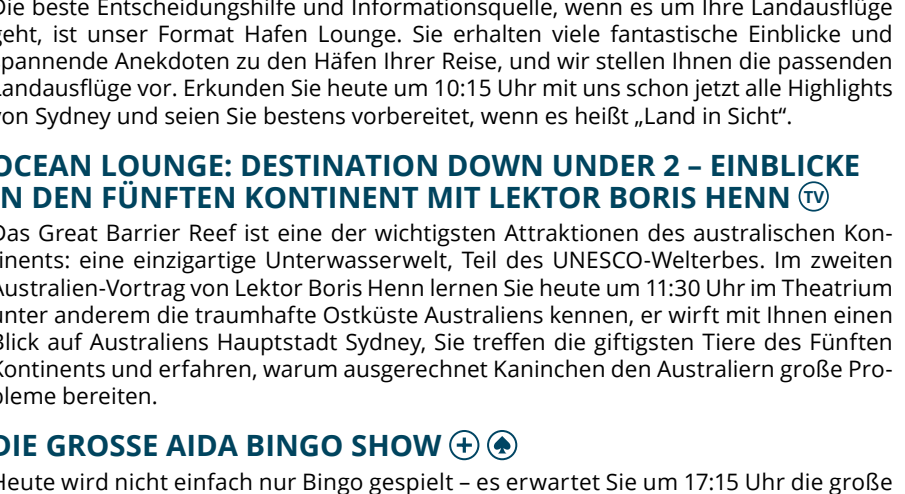 Die beste Entscheidungshilfe und Informationsquelle, wenn es um Ihre Landausflüge
geht, ist unser Format Hafen Lounge. Sie erhalten viele fantastische Einblicke und
spannende Anekdoten zu den Häfen Ihrer Reise, und wir stellen Ihnen die passenden
Landausflüge vor. Erkunden Sie heute um 10:15 Uhr mit uns schon jetzt alle Highlights
von Sydney und seien Sie bestens vorbereitet, wenn es heißt „Land in Sicht“.
OCEAN LOUNGE: DESTINATION DOWN UNDER 2 – EINBLICKE
IN DEN FÜNFTEN KONTINENT MIT LEKTOR BORIS HENN TV
Das Great Barrier Reef ist eine der wichtigsten Attraktionen des australischen Kon-
tinents: eine einzigartige Unterwasserwelt, Teil des UNESCO-Welterbes. Im zweiten
Australien-Vortrag von Lektor Boris Henn lernen Sie heute um 11:30 Uhr im Theatrium
unter anderem die traumhafte Ostküste Australiens kennen, er wirft mit Ihnen einen
Blick auf Australiens Hauptstadt Sydney, Sie treffen die giftigsten Tiere des Fünften
Kontinents und erfahren, warum ausgerechnet Kaninchen den Australiern große Pro-
bleme bereiten.
DIE GROSSE AIDA BINGO SHOW
Heute wird nicht einfach nur Bingo gespielt – es erwartet Sie um 17:15 Uhr die große